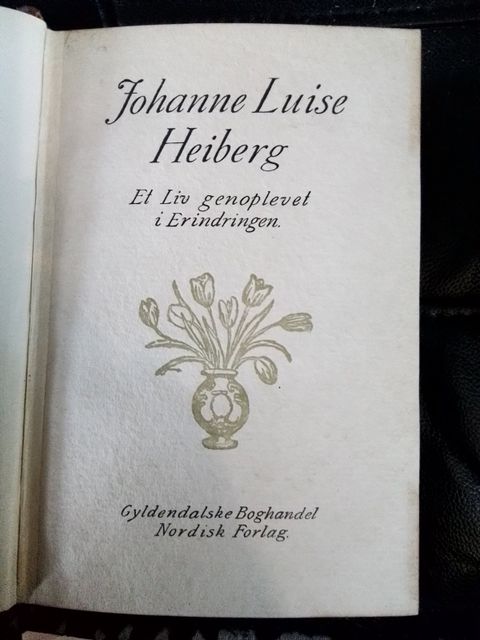 Johanne Luise
Heiberg
Et Liv genoplevet
i Erindringen.
Gyldendalske Boghandel
Nordisk Forlag.